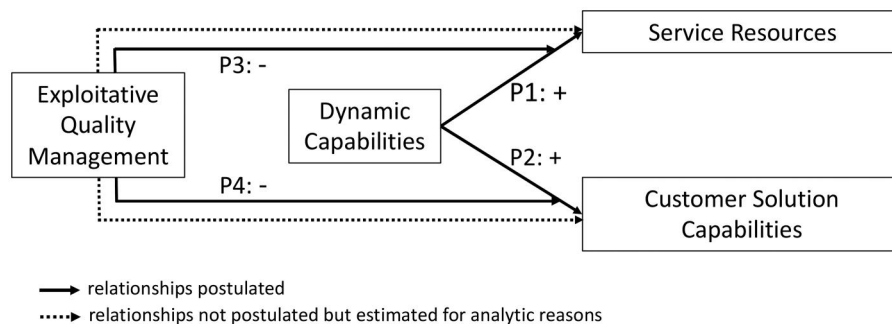 Service Resources
P3: -
P1: +
Exploitative
Quality
Management
Dynamic
Capabilities
P2: +
P4: -
Customer Solution
Capabilities
relationships postulated
relationships not postulated but estimated for analytic reasons